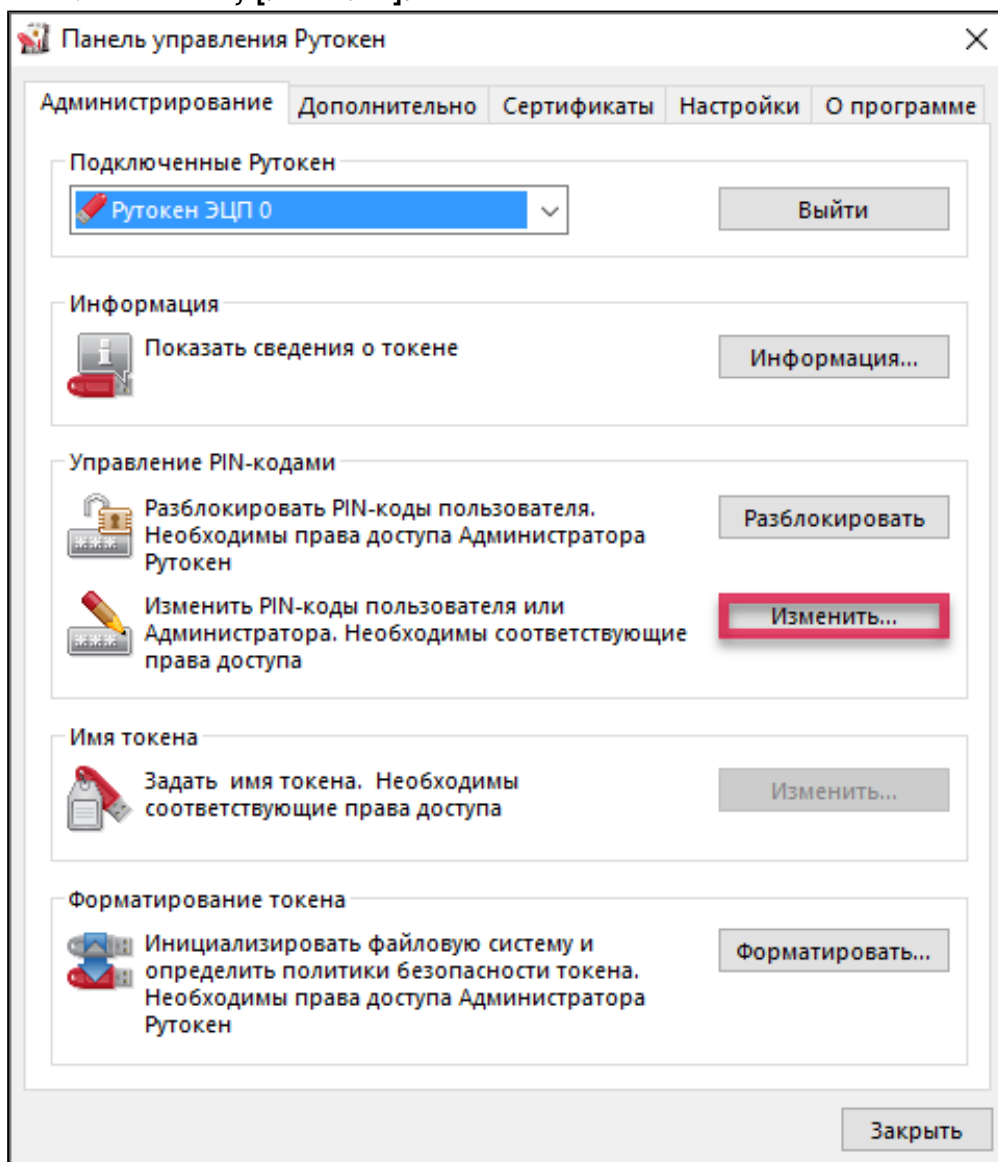 Панель управления Рутокен
Администрирование Дополнительно Сертификаты Настройки О программе
Подключенные Рутокен
Рутокен ЭЦП 0
Выйти
Информация
Показать сведения о токене
Информация...
Управление PIN-кодами
Разблокировать PIN-коды пользователя.
Необходимы права доступа Администратора
Рутокен
Разблокировать
Изменить PIN-коды пользователя или
Администратора. Необходимы соответствующие
права доступа
Изменить...
Имя токена
Задать имя токена. Необходимы
соответствующие права доступа
Изменить...
Форматирование токена
Инициализировать файловую систему и
определить политики безопасности токена.
Необходимы права доступа Администратора
Рутокен
Форматировать...
Закрыть